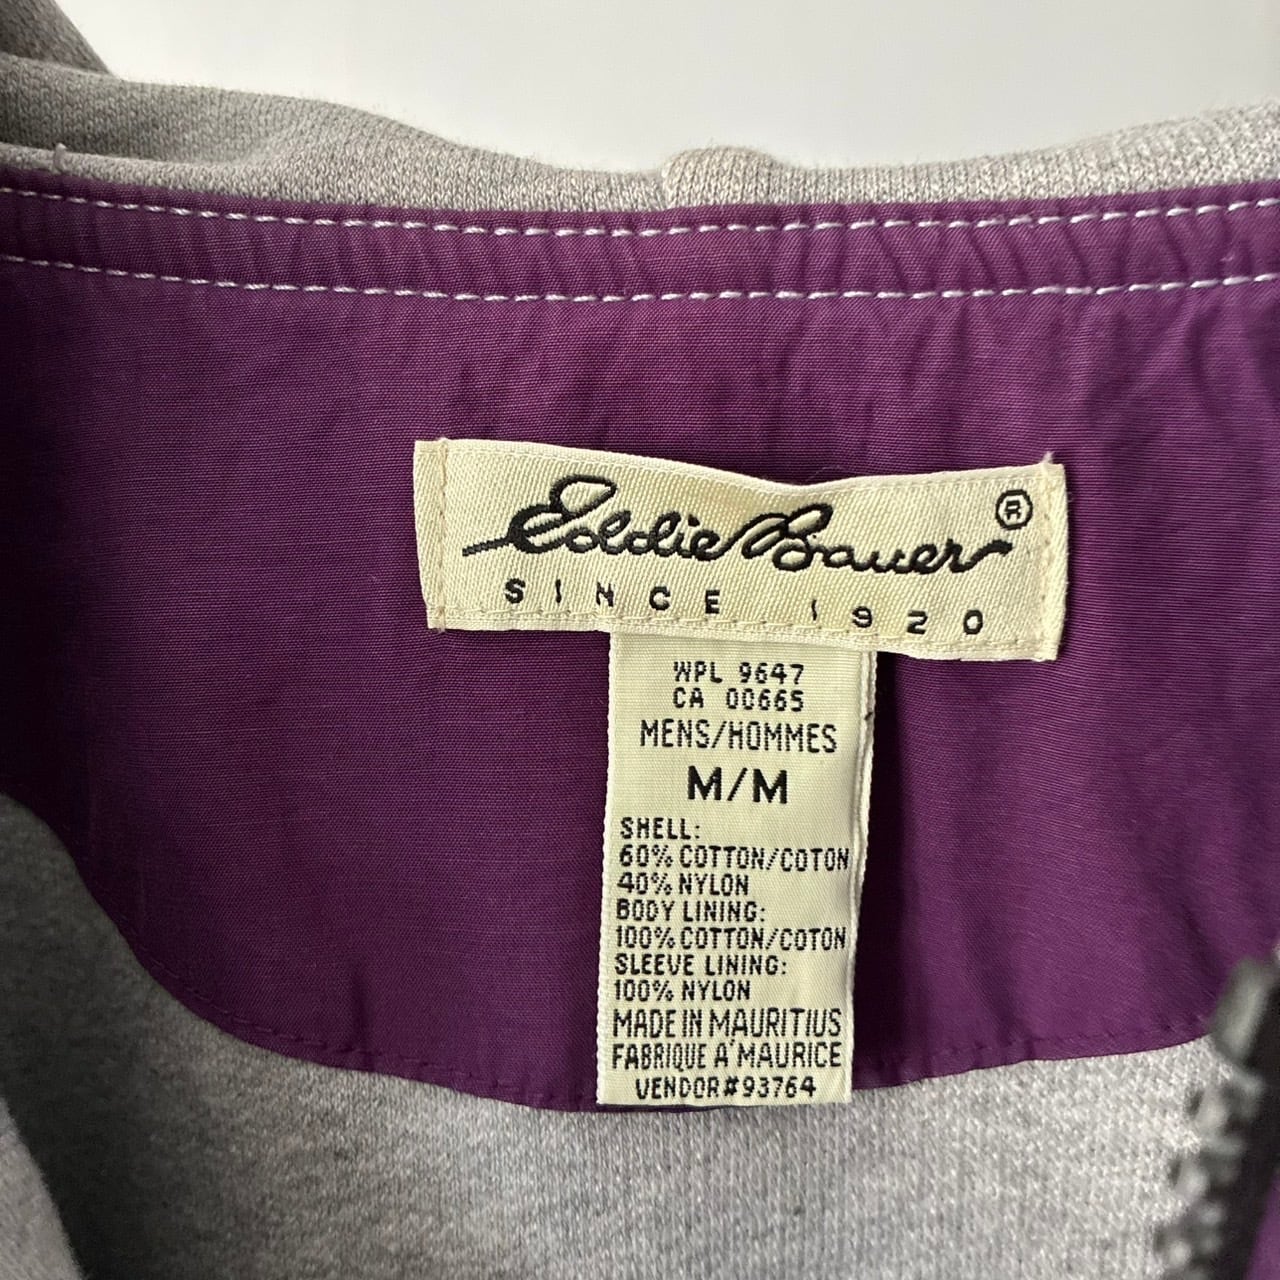 Eddie Bauer ®
SINCE 1920
WPL 9647
CA 00665
MENS/HOMMES
M/M
SHELL:
60% COTTON/COTON
40% NYLON
BODY LINING:
100% COTTON/COTON
SLEEVE LINING:
100% NYLON
MADE IN MAURITIUS
FABRIQUE A' MAURICE
VENDOR#93764